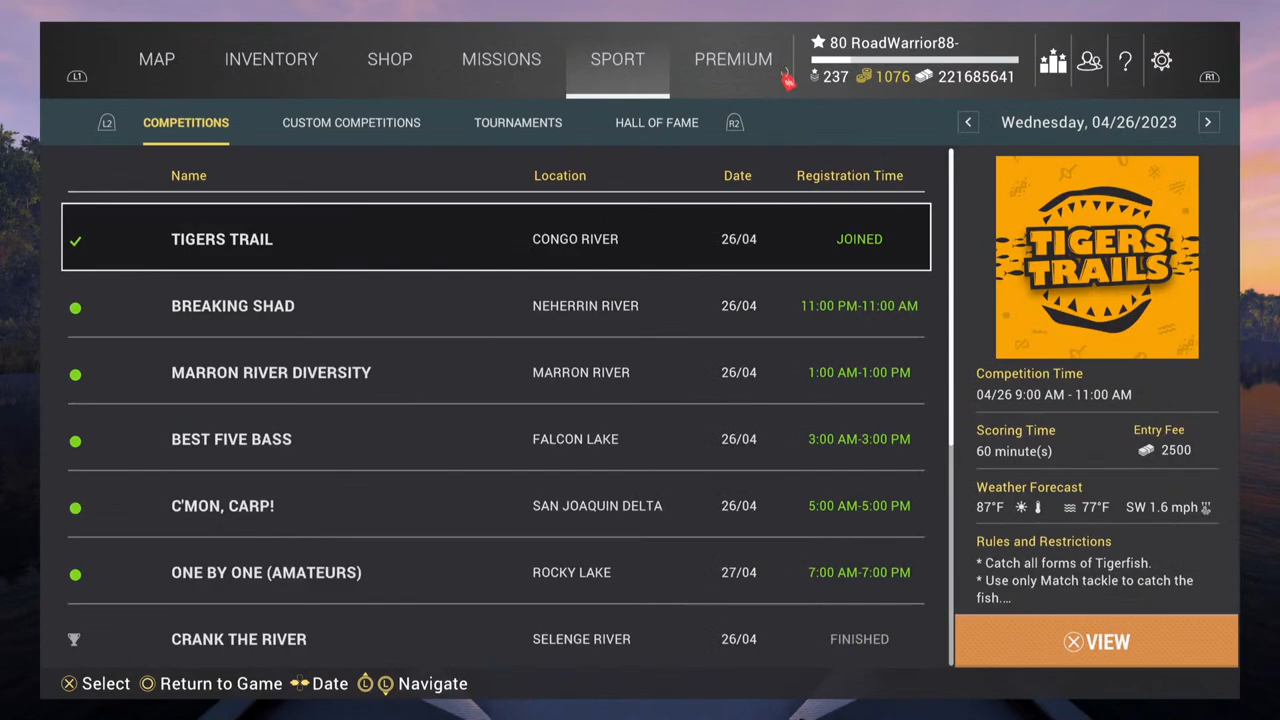 MAP INVENTORY SHOP MISSIONS SPORT PREMIUM
80 RoadWarrior88-
237 1076 221685641
L1 R1
L2 COMPETITIONS CUSTOM COMPETITIONS TOURNAMENTS HALL OF FAME R2
< Wednesday, 04/26/2023 >
Name Location Date Registration Time
TIGERS TRAIL CONGO RIVER 26/04 JOINED
BREAKING SHAD NEHERRIN RIVER 26/04 11:00 PM-11:00 AM
MARRON RIVER DIVERSITY MARRON RIVER 26/04 1:00 AM-1:00 PM
BEST FIVE BASS FALCON LAKE 26/04 3:00 AM-3:00 PM
C'MON, CARP! SAN JOAQUIN DELTA 26/04 5:00 AM-5:00 PM
ONE BY ONE (AMATEURS) ROCKY LAKE 27/04 7:00 AM-7:00 PM
CRANK THE RIVER SELENGE RIVER 26/04 FINISHED
TIGERS
TRAILS
Competition Time
04/26 9:00 AM - 11:00 AM
Scoring Time Entry Fee
60 minute(s) 2500
Weather Forecast
87°F 77°F SW 1.6 mph
Rules and Restrictions
* Catch all forms of Tigerfish.
* Use only Match tackle to catch the
fish....
VIEW
Select Return to Game Date L L Navigate